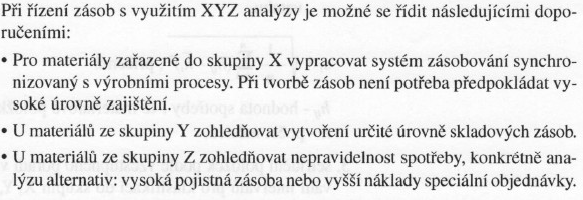 Při řízení zásob s využitím XYZ analýzy je možné se řídit následujícími dopo-
ručeními:
• Pro materiály zařazené do skupiny X vypracovat systém zásobování synchro-
nizovaný s výrobními procesy. Při tvorbě zásob není potřeba předpokládat vy-
soké úrovně zajištění.
• U materiálů ze skupiny Y zohledňovat vytvoření určité úrovně skladových zásob.
• U materiálů ze skupiny Z zohledňovat nepravidelnost spotřeby, konkrétně ana-
lýzu alternativ: vysoká pojistná zásoba nebo vyšší náklady speciální objednávky.